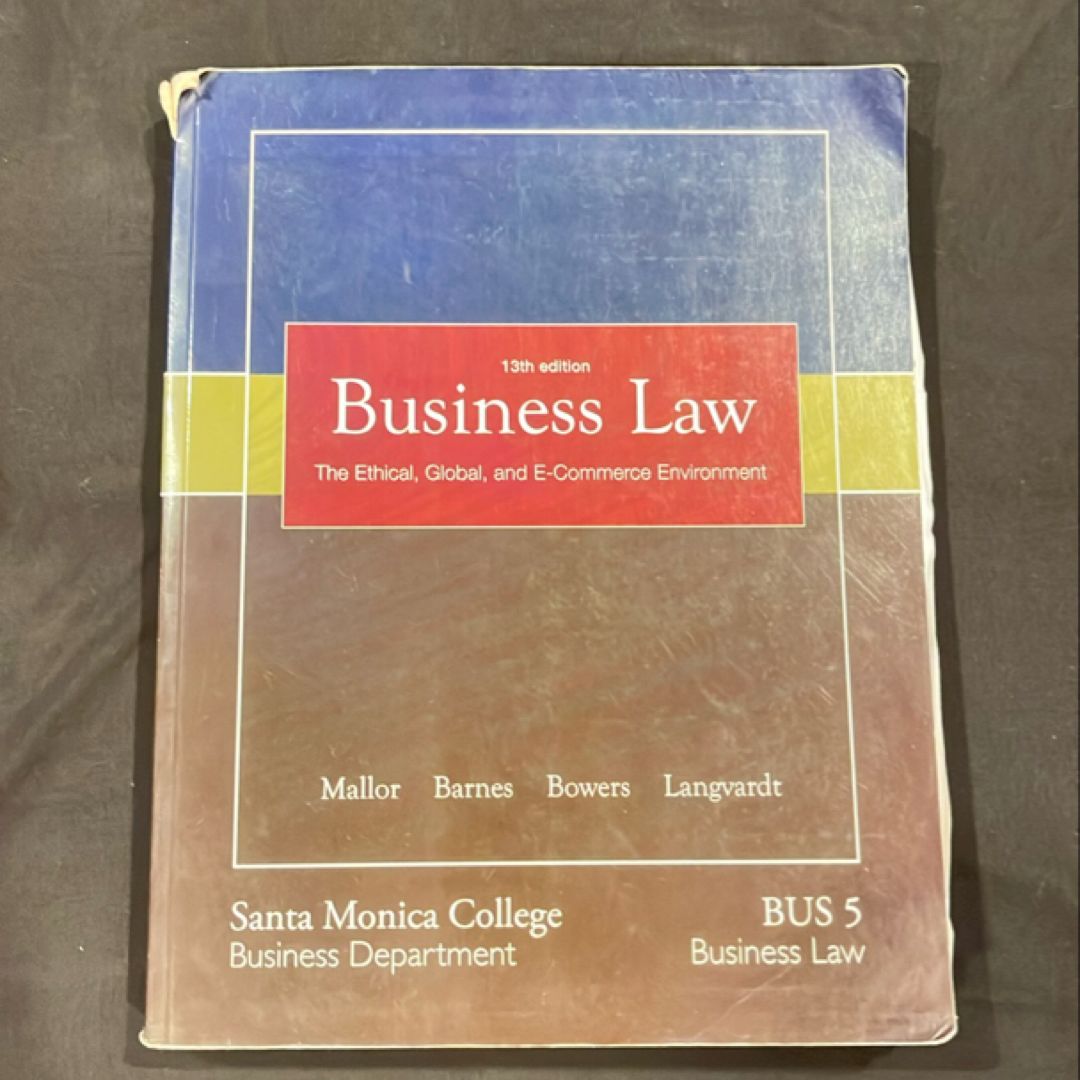 13th edition
Business Law
The Ethical, Global, and E-Commerce Environment
Mallor Barnes Bowers Langvardt
Santa Monica College BUS 5
Business Department Business Law